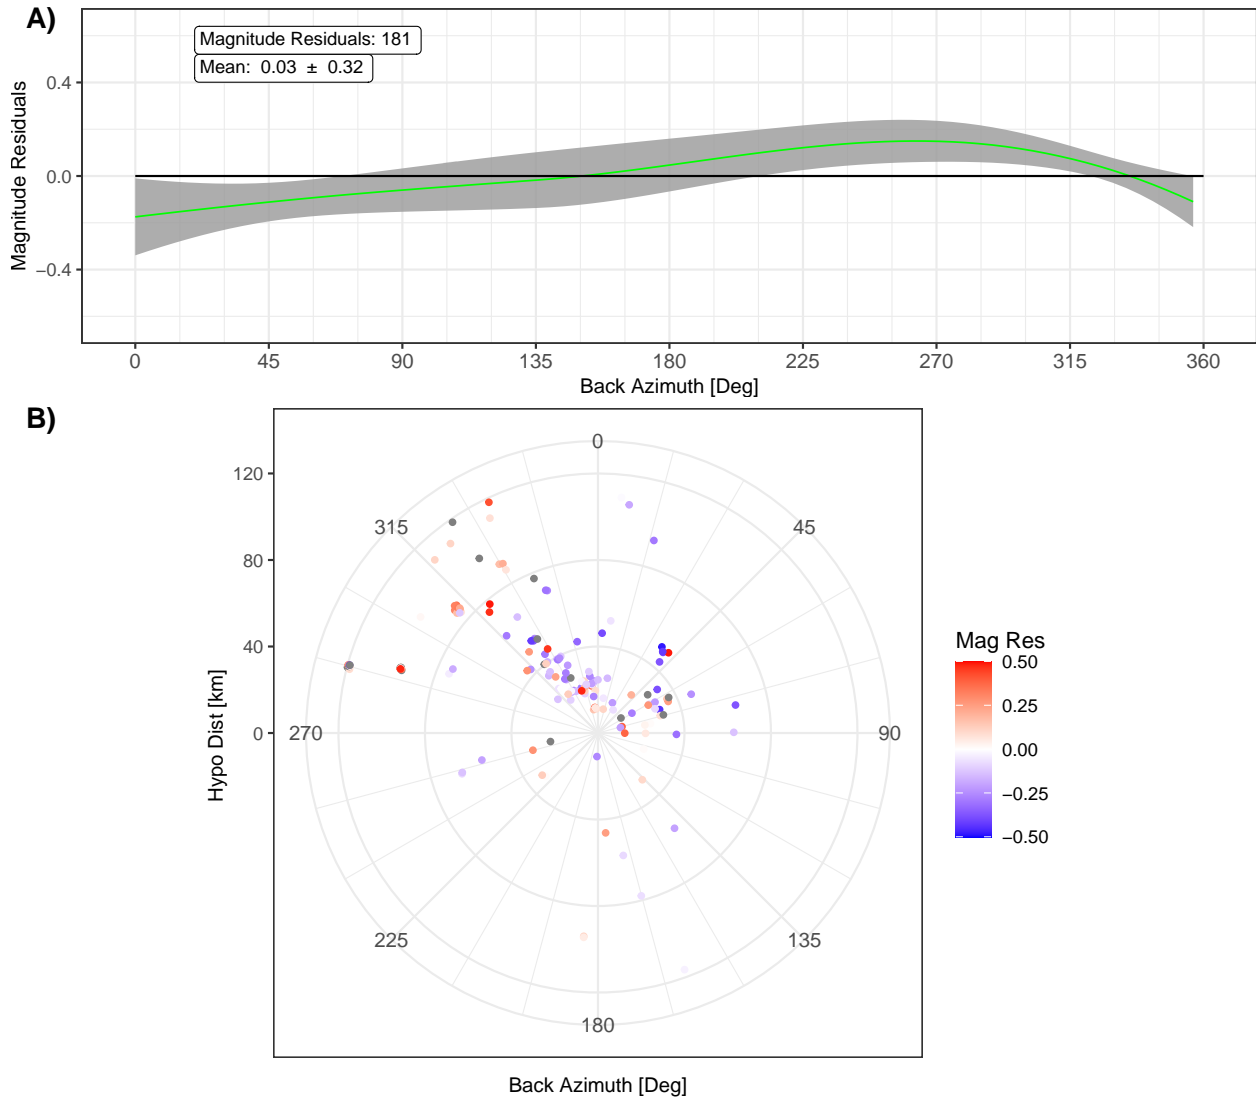 A)
Magnitude Residuals: 181
Mean:  0.03  ±  0.32
Magnitude Residuals
0.4
0.0
−0.4
0 45 90 135 180 225 270 315 360
Back Azimuth [Deg]
B)
Hypo Dist [km]
120
80
40
0
0
45
90
135
180
225
270
315
Back Azimuth [Deg]
Mag Res
0.50
0.25
0.00
−0.25
−0.50